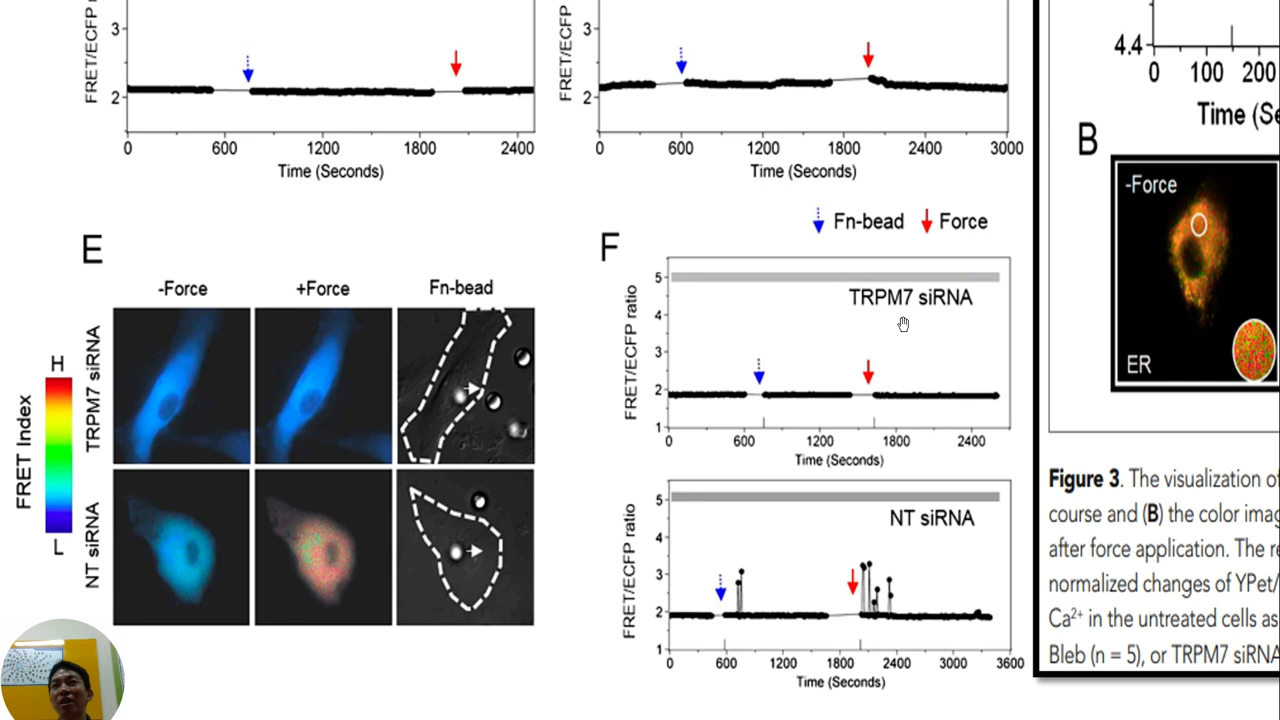 FRET/ECFP
3
2
0
600
1200
1800
2400
Time (Seconds)
FRET/ECFP
3
2
0
600
1200
1800
2400
3000
Time (Seconds)
Fn-bead
Force
E
-Force
+Force
Fn-bead
TRPM7 siRNA
NT siRNA
FRET Index
H
L
F
FRET/ECFP ratio
5
4
3
2
1
TRPM7 siRNA
0
600
1200
1800
2400
Time (Seconds)
FRET/ECFP ratio
5
4
3
2
1
NT siRNA
0
600
1200
1800
2400
3000
3600
Time (Seconds)
4.4
0
100
200
Time (Se
B
-Force
ER
Figure 3. The visualization of
course and (B) the color imag
after force application. The re
normalized changes of YPet/
Ca²⁺ in the untreated cells as
Bleb (n = 5), or TRPM7 siRNA